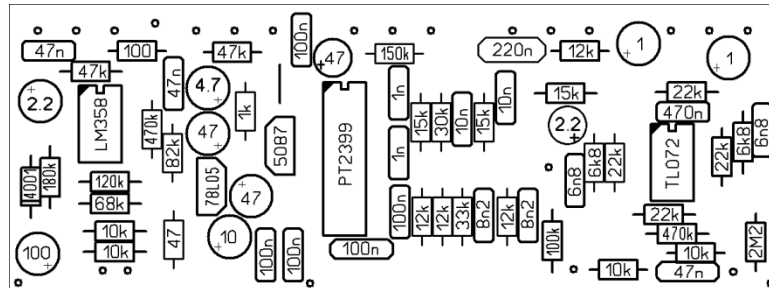 47n
100
47k
100n
47
150k
220n
12k
1
1
47k
47n
4.7
2.2
LM358
470k
82k
47
1k
5087
PT2399
1n
1n
15k
30k
10n
15k
10n
15k
2.2
22k
470n
6n8
6k8
22k
TL072
22k
6k8
6n8
4001
180k
120k
68k
78L05
47
10k
10k
47
10
100
100n
100n
100n
100n
12k
12k
33k
8n2
12k
8n2
100k
22k
470k
10k
10k
47n
2M2